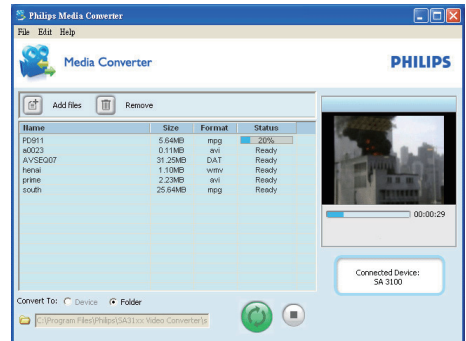 Philips Media Converter
File Edit Help
Media Converter
PHILIPS
Add files Remove
Name Size Format Status
PD911 5.64MB mpg 20%
a0023 0.11MB avi Ready
AVSEQ07 31.25MB DAT Ready
henai 1.10MB wmv Ready
prime 2.23MB avi Ready
south 25.64MB mpg Ready
00:00:29
Connected Device:
SA 3100
Convert To: Device Folder
C:\Program Files\Philips\SA31xx Video Converter\s